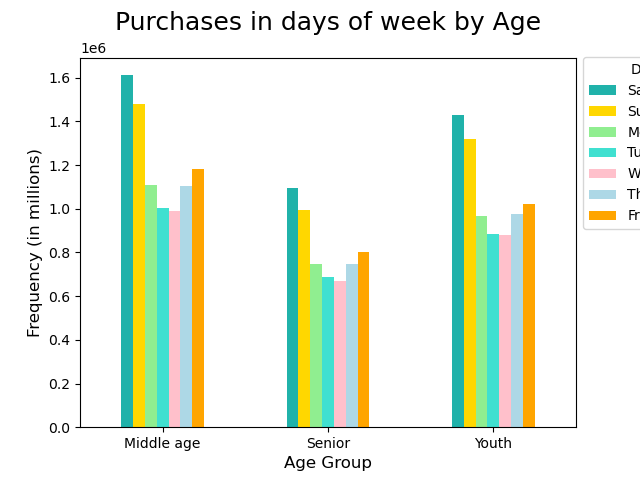 Purchases in days of week by Age
1e6
1.6
1.4
1.2
1.0
0.8
0.6
0.4
0.2
0.0
Frequency (in millions)
Middle age Senior Youth
Age Group
D
Sa
Su
M
Tu
W
Th
Fr